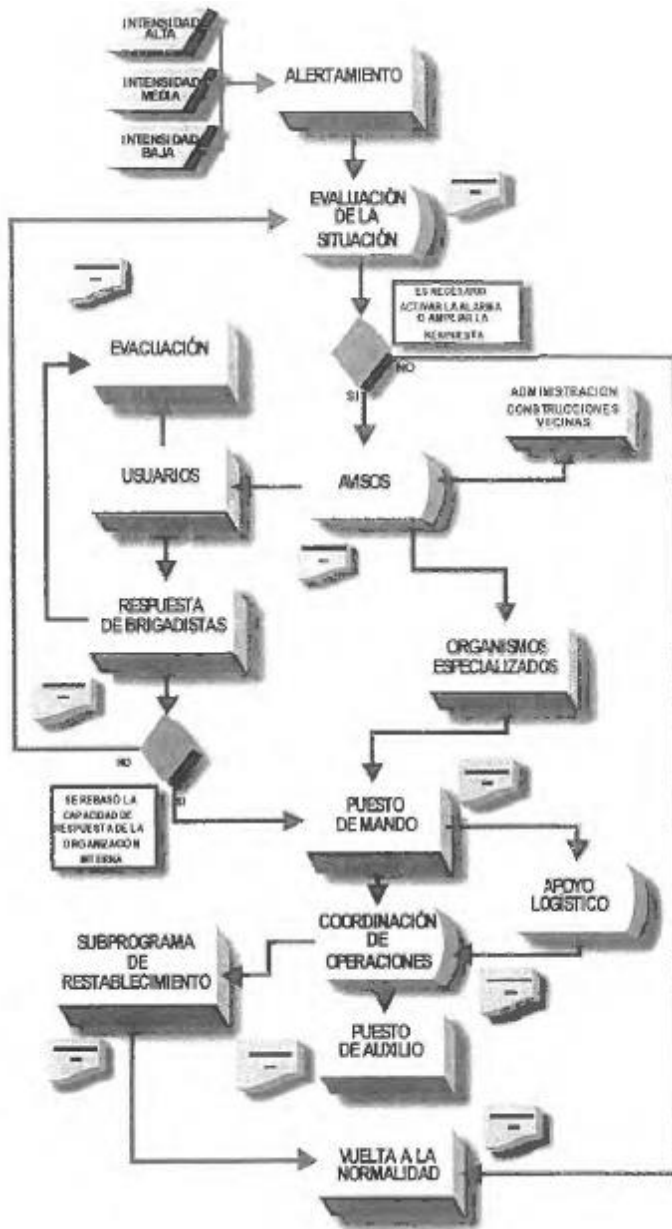 INTENSIDAD
ALTA
INTENSIDAD
MEDIA
INTENSIDAD
BAJA
ALERTAMIENTO
EVALUACIÓN
DE LA
SITUACIÓN
ES NECESARIO
ACTIVAR LA ALARMA
O AMPLIAR LA
RESPUESTA
NO
SI
EVACUACIÓN
ADMINISTRACION
CONSTRUCCIONES
VECINAS
USUARIOS
AVISOS
RESPUESTA
DE BRIGADISTAS
ORGANISMOS
ESPECIALIZADOS
NO
SI
SE REBASÓ LA
CAPACIDAD DE
RESPUESTA DE LA
ORGANIZACIÓN
INTERNA
PUESTO
DE MANDO
APOYO
LOGÍSTICO
COORDINACIÓN
DE
OPERACIONES
SUBPROGRAMA
DE
RESTABLECIMIENTO
PUESTO
DE AUXILIO
VUELTA A LA
NORMALIDAD